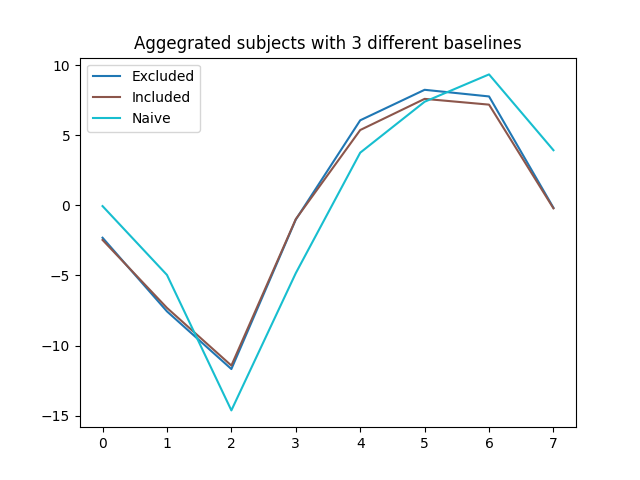 Aggegrated subjects with 3 different baselines
Excluded
Included
Naive
10
5
0
−5
−10
−15
0 1 2 3 4 5 6 7